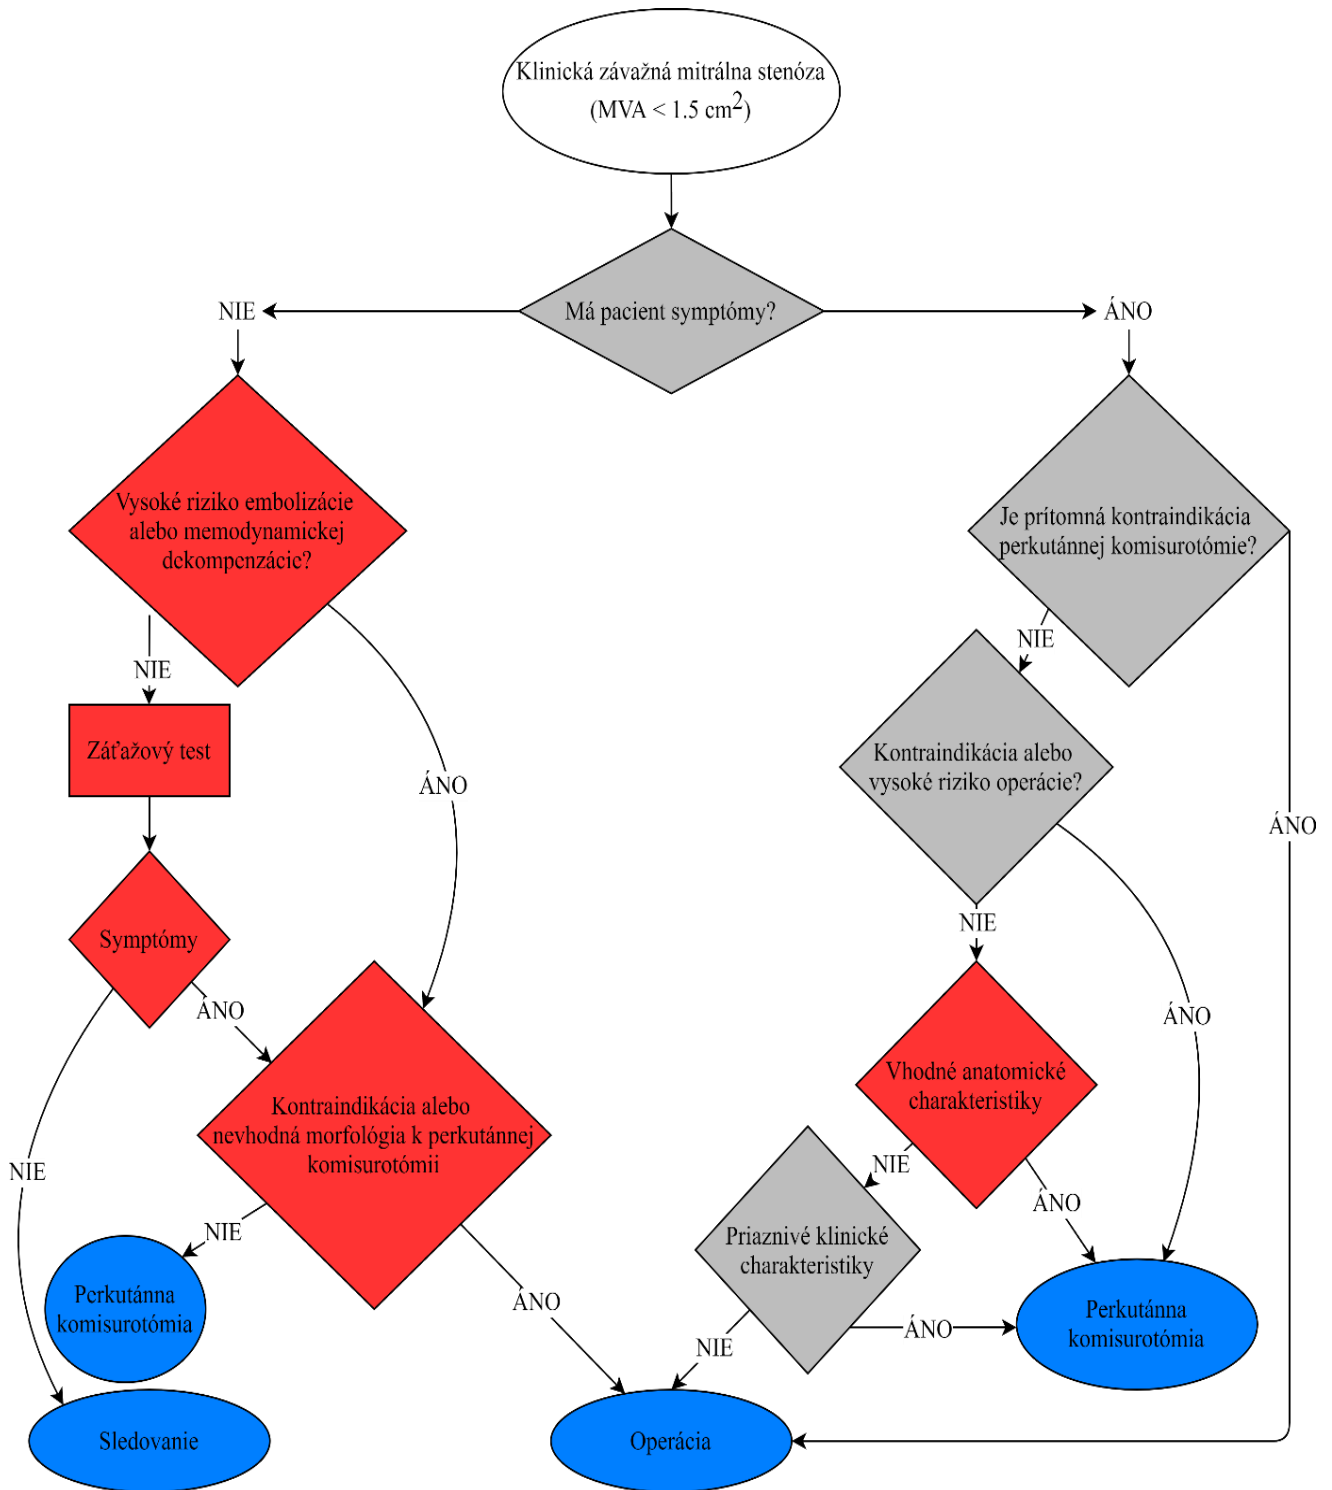 Klinická závažná mitrálna stenóza
(MVA < 1.5 cm²)
Má pacient symptómy?
NIE
ÁNO
Vysoké riziko embolizácie
alebo memodynamickej
dekompenzácie?
Je prítomná kontraindikácia
perkutánnej komisurotómie?
NIE
NIE
Záťažový test
Kontraindikácia alebo
vysoké riziko operácie?
ÁNO
ÁNO
Symptómy
NIE
ÁNO
ÁNO
Vhodné anatomické
charakteristiky
Kontraindikácia alebo
nevhodná morfológia k perkutánnej
komisurotómii
NIE
NIE
ÁNO
NIE
Priaznivé klinické
charakteristiky
Perkutánna
komisurotómia
ÁNO
Perkutánna
komisurotómia
ÁNO
NIE
Sledovanie
Operácia